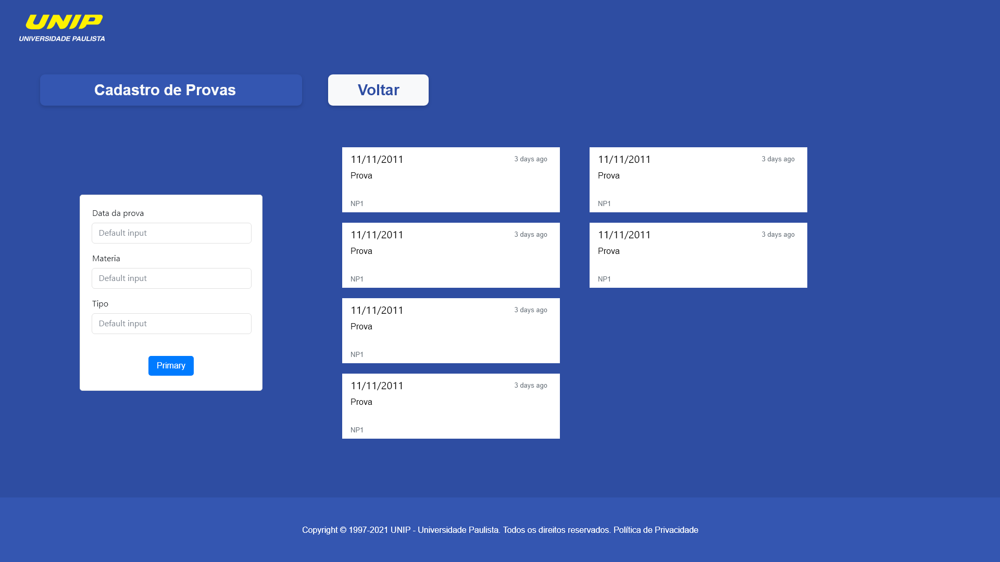 UNIP
UNIVERSIDADE PAULISTA
Cadastro de Provas
Voltar
Data da prova
Default input
Materia
Default input
Tipo
Default input
Primary
11/11/2011 3 days ago
Prova
NP1
11/11/2011 3 days ago
Prova
NP1
11/11/2011 3 days ago
Prova
NP1
11/11/2011 3 days ago
Prova
NP1
11/11/2011 3 days ago
Prova
NP1
11/11/2011 3 days ago
Prova
NP1
Copyright © 1997-2021 UNIP - Universidade Paulista. Todos os direitos reservados. Política de Privacidade